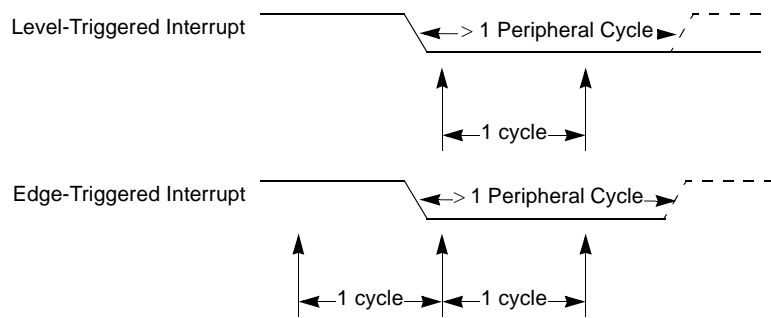 Level-Triggered Interrupt
> 1 Peripheral Cycle
1 cycle
Edge-Triggered Interrupt
> 1 Peripheral Cycle
1 cycle
1 cycle